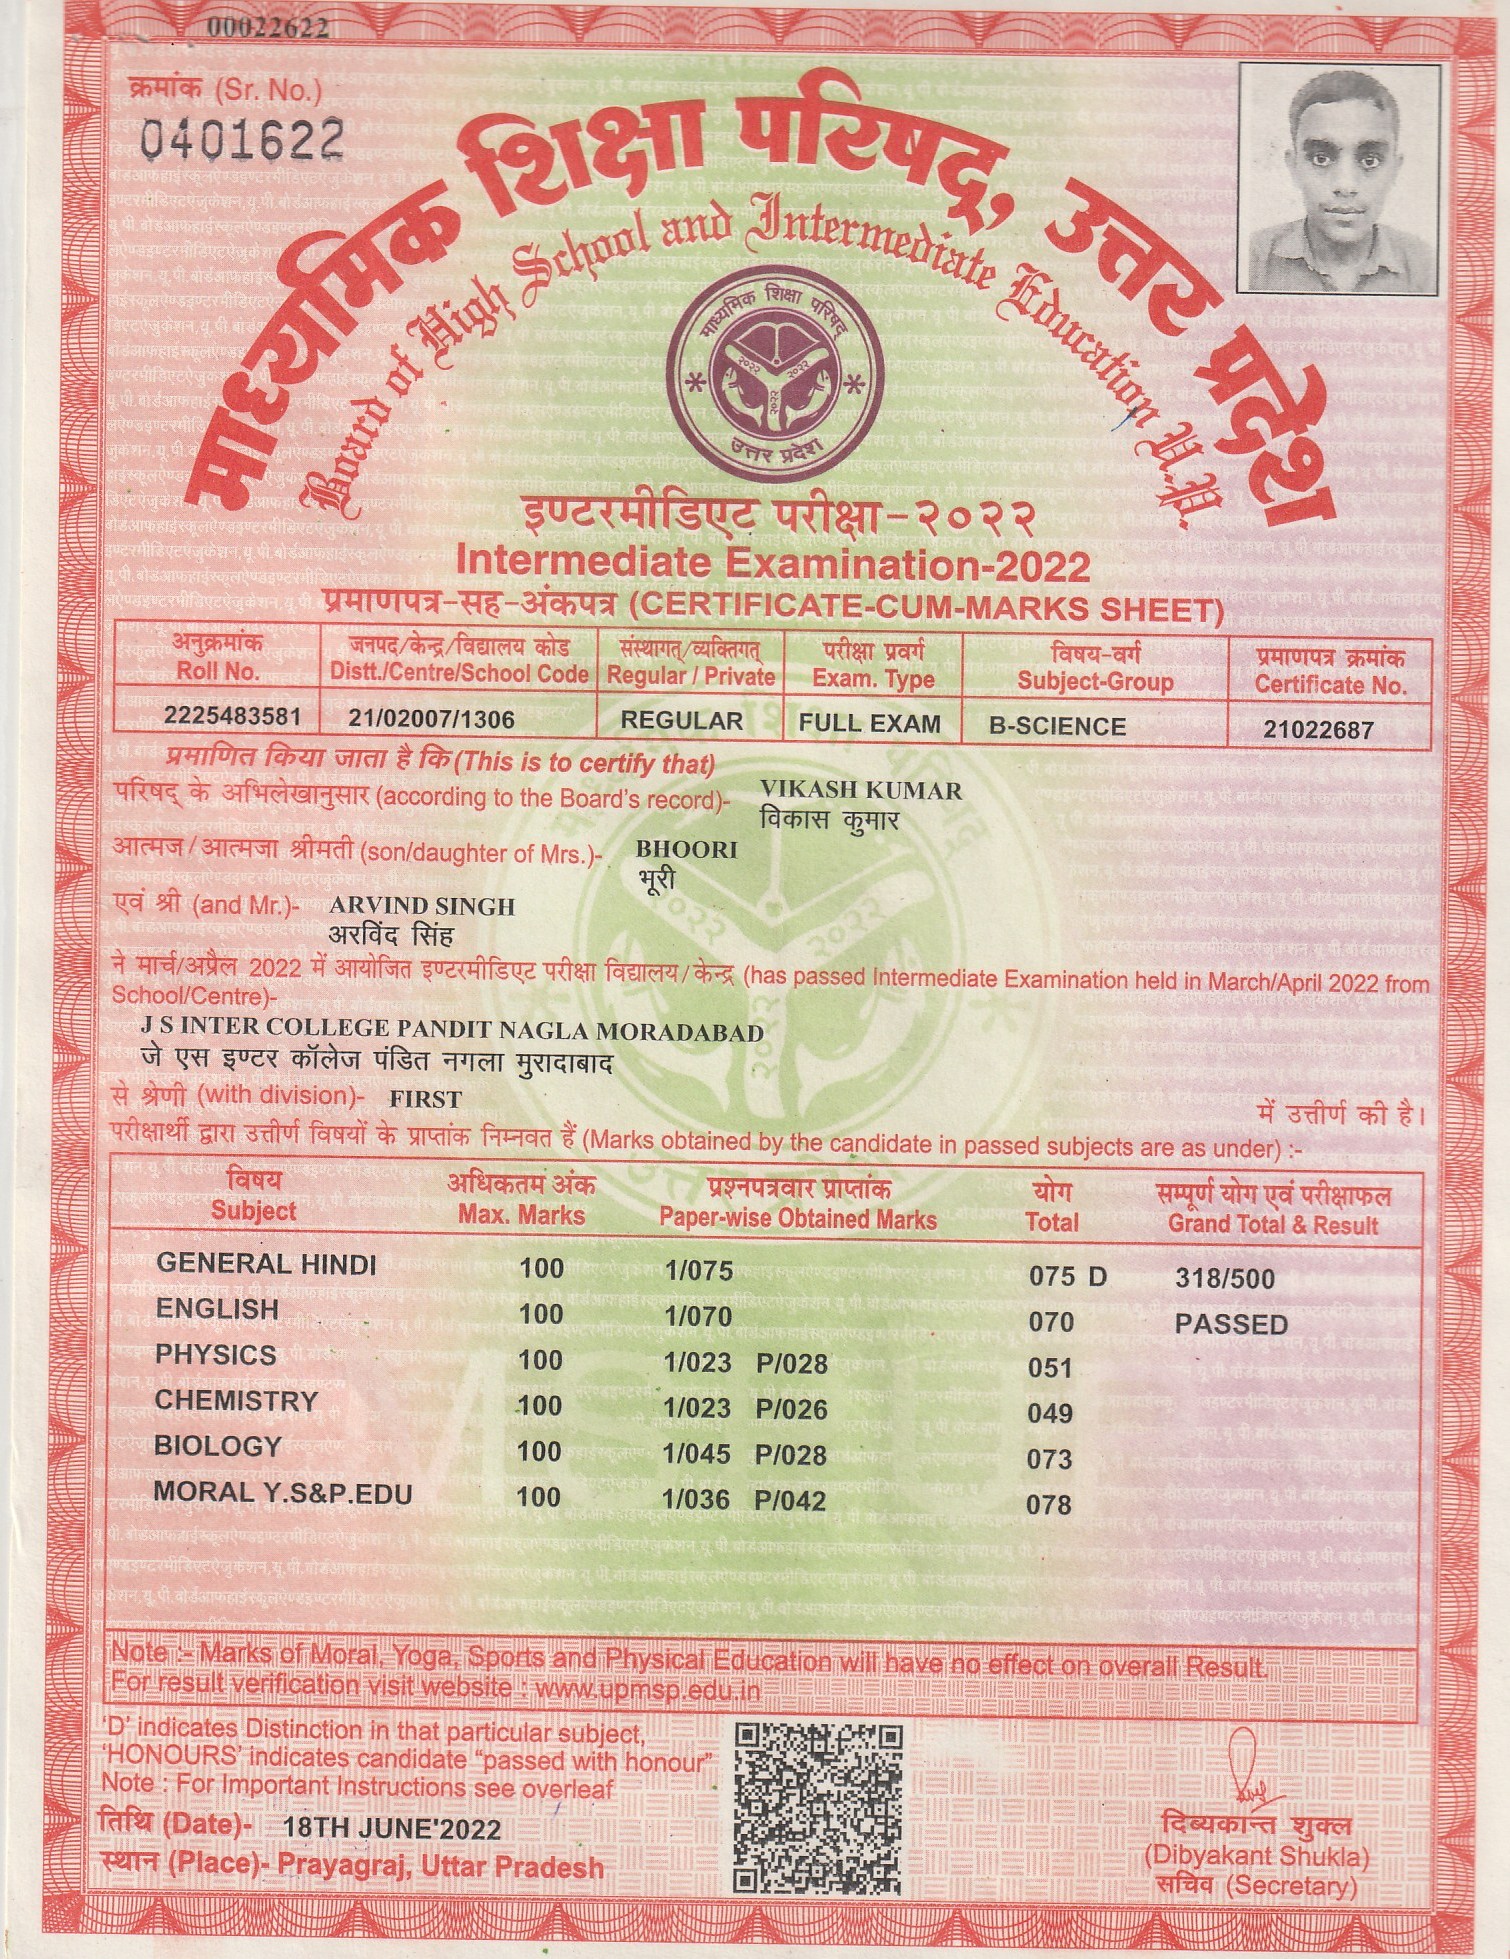 00022622
क्रमांक (Sr. No.)
0401622
माध्यमिक शिक्षा परिषद्, उत्तर प्रदेश
Board of High School and Intermediate Education U.P.
माध्यमिक शिक्षा परिषद्
२०२२ २०२२
२०२२
उत्तर प्रदेश
इण्टरमीडिएट परीक्षा-२०२२
Intermediate Examination-2022
प्रमाणपत्र-सह-अंकपत्र (CERTIFICATE-CUM-MARKS SHEET)
अनुक्रमांक जनपद/केन्द्र/विद्यालय कोड संस्थागत्/व्यक्तिगत् परीक्षा प्रवर्ग विषय-वर्ग प्रमाणपत्र क्रमांक
Roll No. Distt./Centre/School Code Regular / Private Exam. Type Subject-Group Certificate No.
2225483581 21/02007/1306 REGULAR FULL EXAM B-SCIENCE 21022687
प्रमाणित किया जाता है कि (This is to certify that)
परिषद् के अभिलेखानुसार (according to the Board's record)- VIKASH KUMAR
विकास कुमार
आत्मज/आत्मजा श्रीमती (son/daughter of Mrs.)- BHOORI
भूरी
एवं श्री (and Mr.)- ARVIND SINGH
अरविंद सिंह
ने मार्च/अप्रैल 2022 में आयोजित इण्टरमीडिएट परीक्षा विद्यालय/केन्द्र (has passed Intermediate Examination held in March/April 2022 from
School/Centre)-
J S INTER COLLEGE PANDIT NAGLA MORADABAD
जे एस इण्टर कॉलेज पंडित नगला मुरादाबाद
से श्रेणी (with division)- FIRST में उत्तीर्ण की है।
परीक्षार्थी द्वारा उत्तीर्ण विषयों के प्राप्तांक निम्नवत हैं (Marks obtained by the candidate in passed subjects are as under) :-
विषय अधिकतम अंक प्रश्नपत्रवार प्राप्तांक योग सम्पूर्ण योग एवं परीक्षाफल
Subject Max. Marks Paper-wise Obtained Marks Total Grand Total & Result
GENERAL HINDI 100 1/075 075 D 318/500
ENGLISH 100 1/070 070 PASSED
PHYSICS 100 1/023 P/028 051
CHEMISTRY 100 1/023 P/026 049
BIOLOGY 100 1/045 P/028 073
MORAL Y.S&P.EDU 100 1/036 P/042 078
Note :- Marks of Moral, Yoga, Sports and Physical Education will have no effect on overall Result.
For result verification visit website : www.upmsp.edu.in
'D' indicates Distinction in that particular subject,
'HONOURS' indicates candidate "passed with honour"
Note : For Important Instructions see overleaf
तिथि (Date)- 18TH JUNE'2022
स्थान (Place)- Prayagraj, Uttar Pradesh
दिब्यकान्त शुक्ल
(Dibyakant Shukla)
सचिव (Secretary)